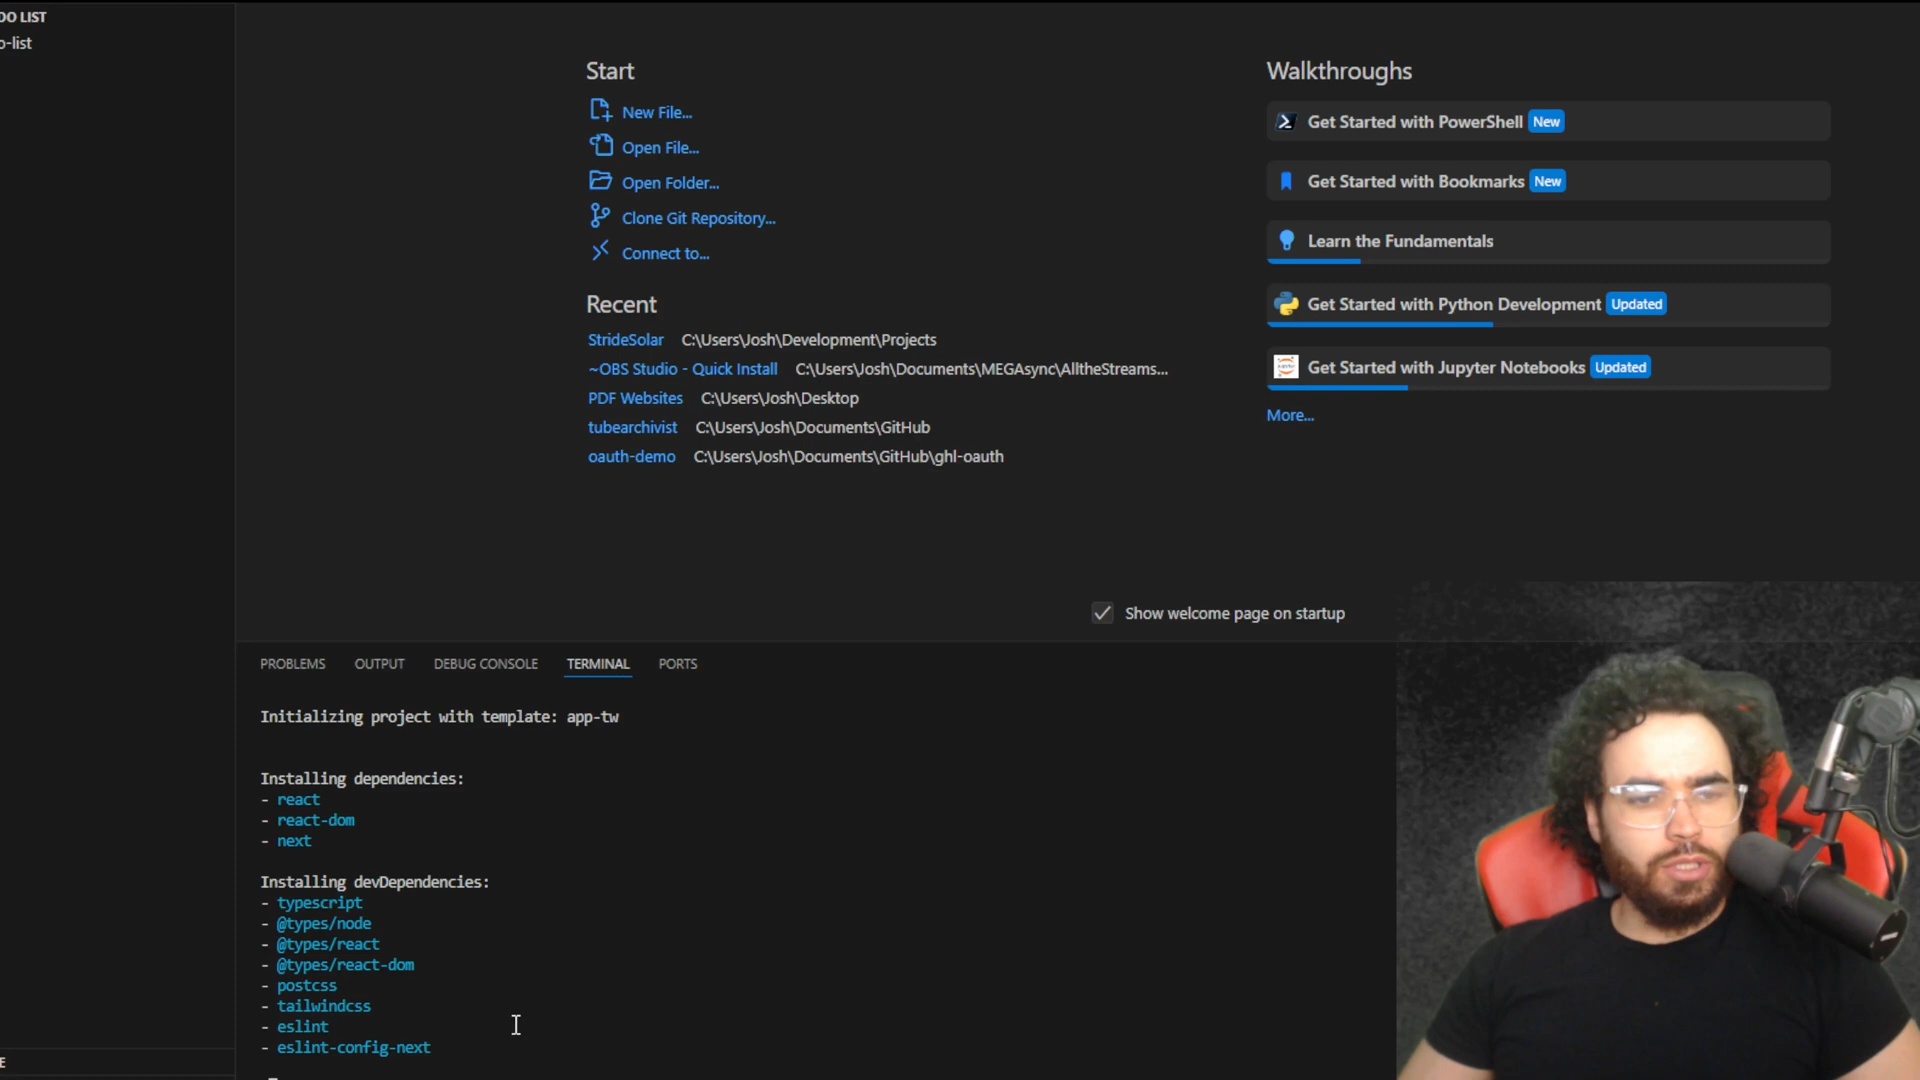 DO LIST
o-list
Start
New File...
Open File...
Open Folder...
Clone Git Repository...
Connect to...
Recent
StrideSolar C:\Users\Josh\Development\Projects
~OBS Studio - Quick Install C:\Users\Josh\Documents\MEGAsync\AlltheStreams...
PDF Websites C:\Users\Josh\Desktop
tubearchivist C:\Users\Josh\Documents\GitHub
oauth-demo C:\Users\Josh\Documents\GitHub\ghl-oauth
Walkthroughs
Get Started with PowerShell New
Get Started with Bookmarks New
Learn the Fundamentals
Get Started with Python Development Updated
Get Started with Jupyter Notebooks Updated
More...
Show welcome page on startup
PROBLEMS OUTPUT DEBUG CONSOLE TERMINAL PORTS
Initializing project with template: app-tw
Installing dependencies:
- react
- react-dom
- next
Installing devDependencies:
- typescript
- @types/node
- @types/react
- @types/react-dom
- postcss
- tailwindcss
- eslint
- eslint-config-next
E